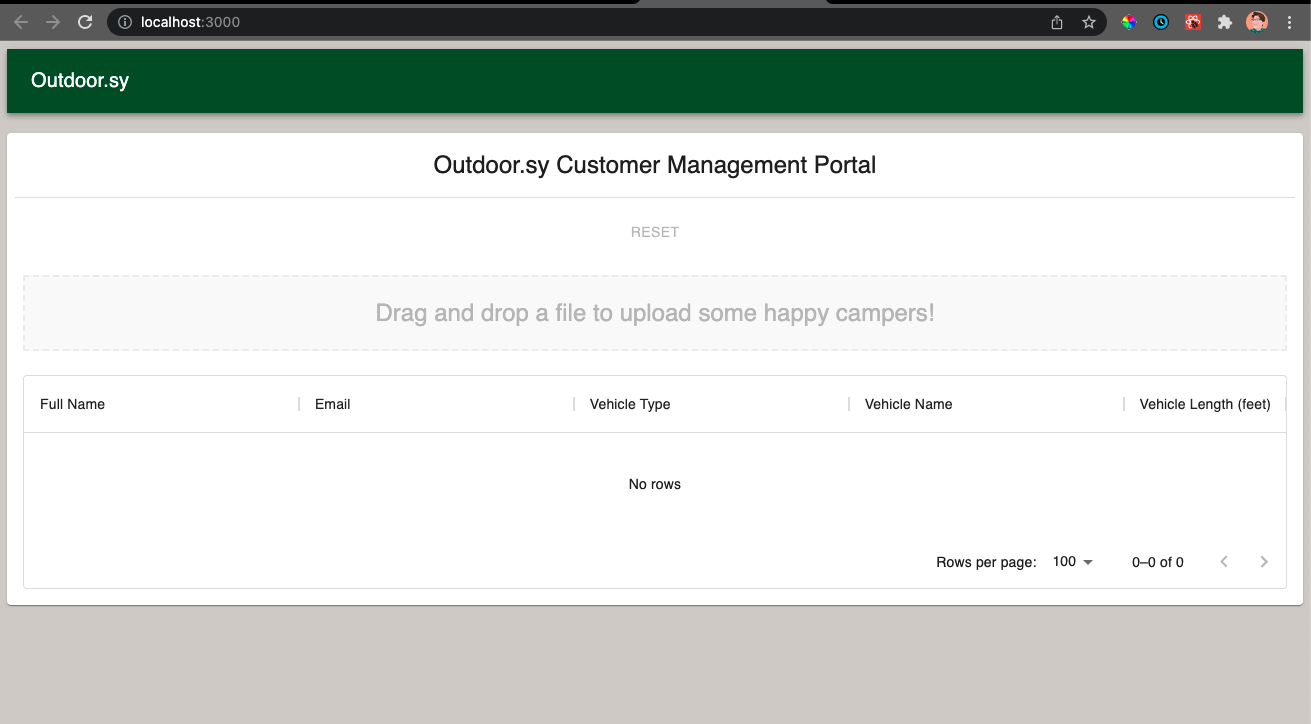 localhost:3000
Outdoor.sy
Outdoor.sy Customer Management Portal
RESET
Drag and drop a file to upload some happy campers!
Full Name Email Vehicle Type Vehicle Name Vehicle Length (feet)
No rows
Rows per page: 100 0–0 of 0